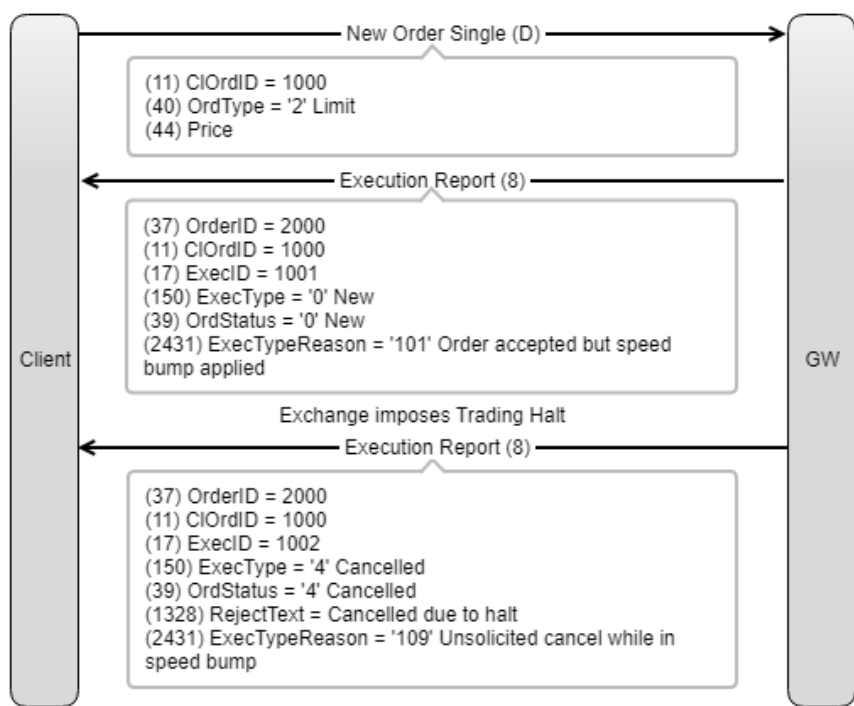 New Order Single (D)
(11) ClOrdID = 1000
(40) OrdType = '2' Limit
(44) Price
Execution Report (8)
(37) OrderID = 2000
(11) ClOrdID = 1000
(17) ExecID = 1001
(150) ExecType = '0' New
(39) OrdStatus = '0' New
(2431) ExecTypeReason = '101' Order accepted but speed
bump applied
Client
GW
Exchange imposes Trading Halt
Execution Report (8)
(37) OrderID = 2000
(11) ClOrdID = 1000
(17) ExecID = 1002
(150) ExecType = '4' Cancelled
(39) OrdStatus = '4' Cancelled
(1328) RejectText = Cancelled due to halt
(2431) ExecTypeReason = '109' Unsolicited cancel while in
speed bump